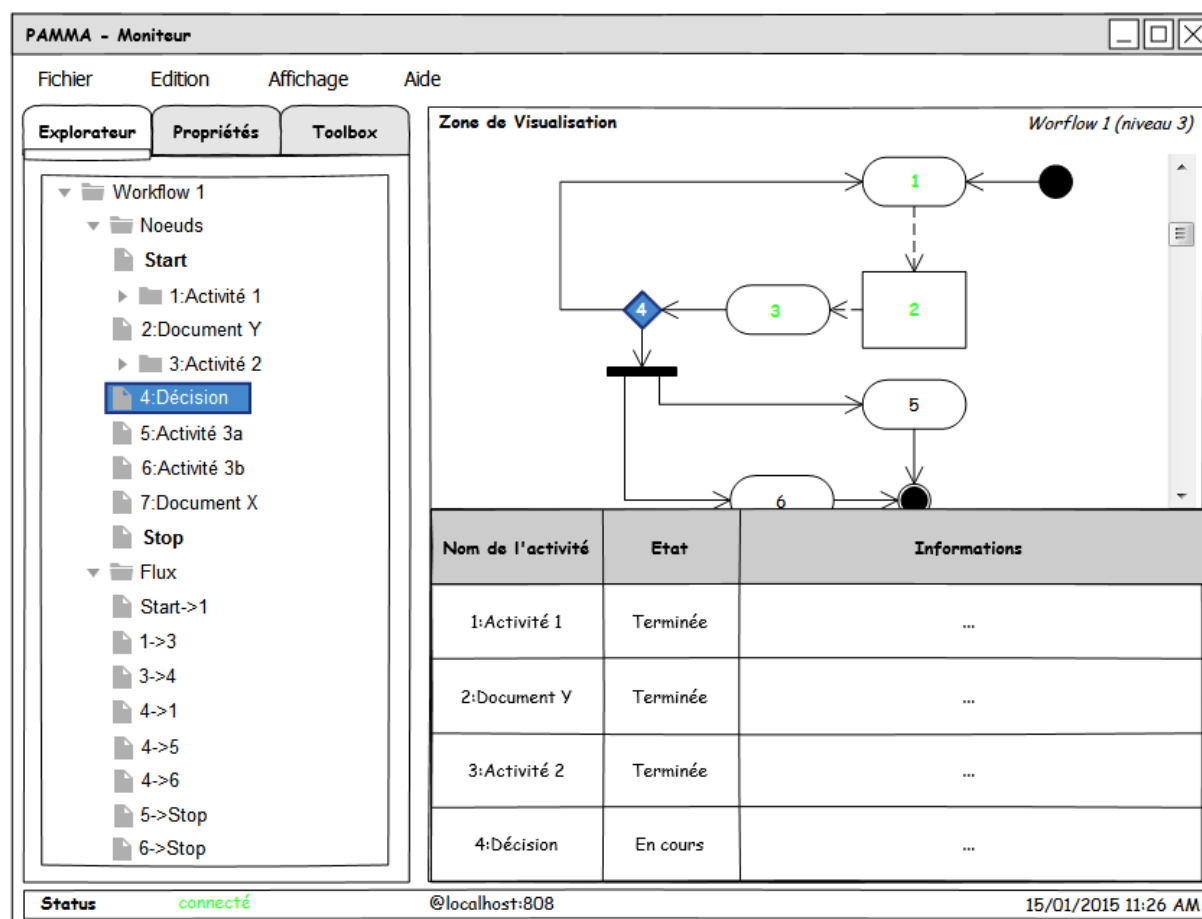 PAMMA - Moniteur
Fichier Edition Affichage Aide
Explorateur Propriétés Toolbox
Workflow 1
Noeuds
Start
1:Activité 1
2:Document Y
3:Activité 2
4:Décision
5:Activité 3a
6:Activité 3b
7:Document X
Stop
Flux
Start->1
1->3
3->4
4->1
4->5
4->6
5->Stop
6->Stop
Zone de Visualisation Worflow 1 (niveau 3)
1
4 3 2
5
6
Nom de l'activité Etat Informations
1:Activité 1 Terminée ...
2:Document Y Terminée ...
3:Activité 2 Terminée ...
4:Décision En cours ...
Status connecté @localhost:808 15/01/2015 11:26 AM